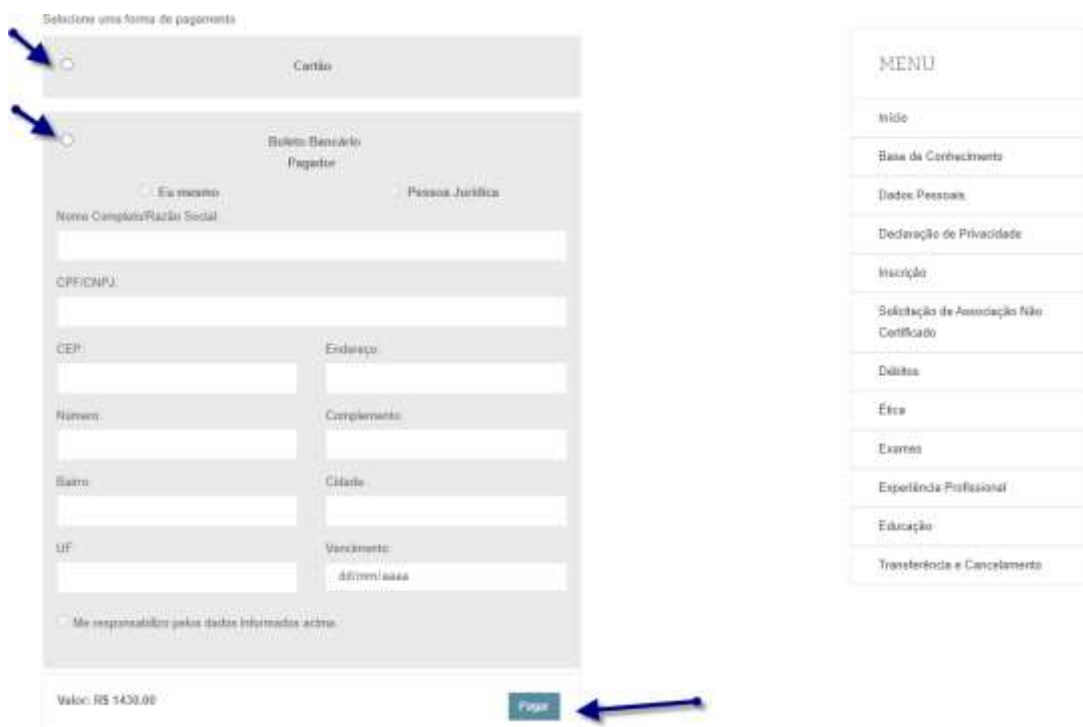 Selecione uma forma de pagamento
Cartão
Boleto Bancário
Pagador
Eu mesmo
Pessoa Jurídica
Nome Completo/Razão Social:
CPF/CNPJ:
CEP:
Endereço:
Número:
Complemento:
Bairro:
Cidade:
UF:
Vencimento:
dd/mm/aaaa
Me responsabilizo pelos dados informados acima.
Valor: R$ 1430.00
Pagar
MENU
Início
Base de Conhecimento
Dados Pessoais
Declaração de Privacidade
Inscrição
Solicitação de Associação Não
Certificado
Débitos
Ética
Exames
Experiência Profissional
Educação
Transferência e Cancelamento